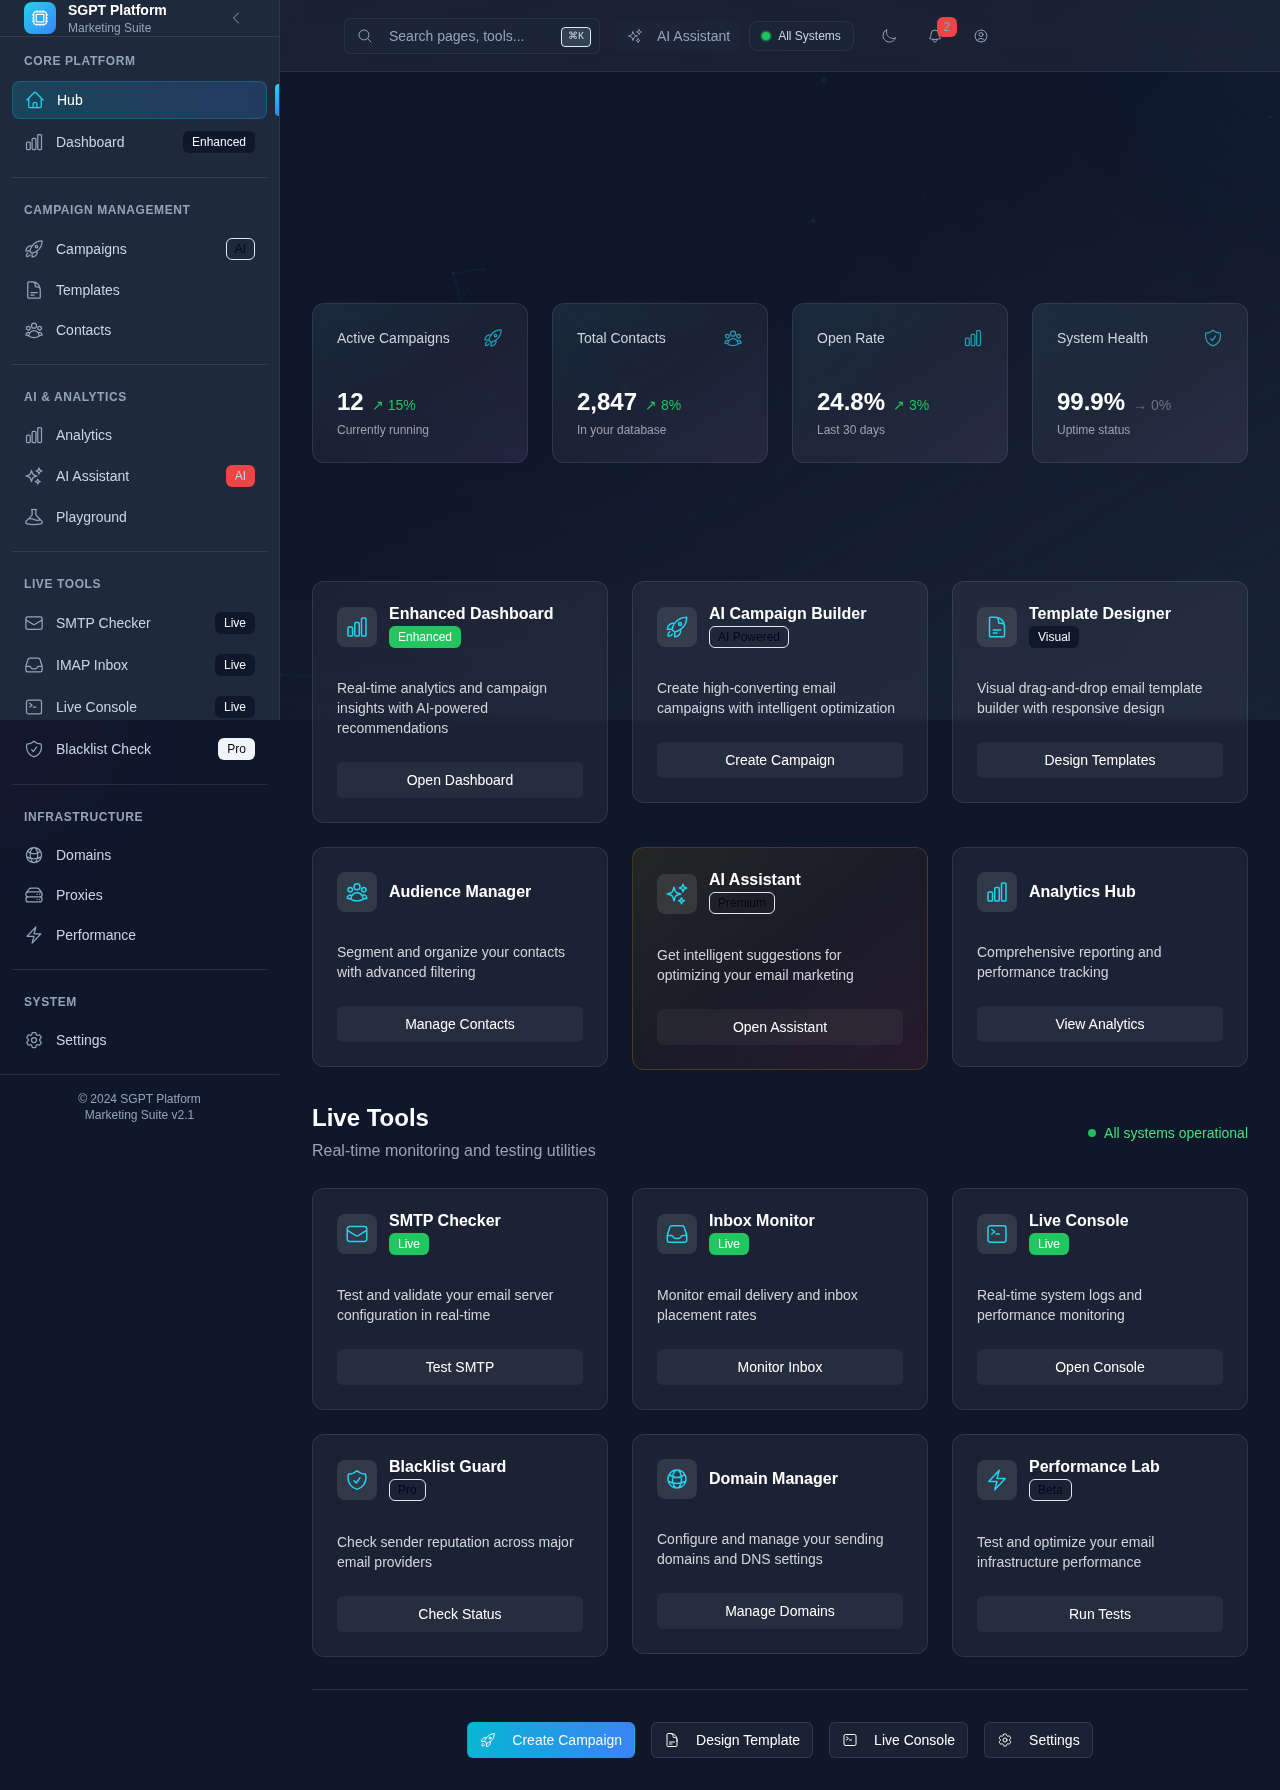 SGPT Platform
Marketing Suite
CORE PLATFORM
Hub
Dashboard
Enhanced
CAMPAIGN MANAGEMENT
Campaigns
AI
Templates
Contacts
AI & ANALYTICS
Analytics
AI Assistant
AI
Playground
LIVE TOOLS
SMTP Checker
Live
IMAP Inbox
Live
Live Console
Live
Blacklist Check
Pro
INFRASTRUCTURE
Domains
Proxies
Performance
SYSTEM
Settings
© 2024 SGPT Platform
Marketing Suite v2.1
Search pages, tools...
⌘K
AI Assistant
All Systems
2
Active Campaigns
12 ↗ 15%
Currently running
Total Contacts
2,847 ↗ 8%
In your database
Open Rate
24.8% ↗ 3%
Last 30 days
System Health
99.9% → 0%
Uptime status
Enhanced Dashboard
Enhanced
Real-time analytics and campaign
insights with AI-powered
recommendations
Open Dashboard
AI Campaign Builder
AI Powered
Create high-converting email
campaigns with intelligent optimization
Create Campaign
Template Designer
Visual
Visual drag-and-drop email template
builder with responsive design
Design Templates
Audience Manager
Segment and organize your contacts
with advanced filtering
Manage Contacts
AI Assistant
Premium
Get intelligent suggestions for
optimizing your email marketing
Open Assistant
Analytics Hub
Comprehensive reporting and
performance tracking
View Analytics
Live Tools
Real-time monitoring and testing utilities
All systems operational
SMTP Checker
Live
Test and validate your email server
configuration in real-time
Test SMTP
Inbox Monitor
Live
Monitor email delivery and inbox
placement rates
Monitor Inbox
Live Console
Live
Real-time system logs and
performance monitoring
Open Console
Blacklist Guard
Pro
Check sender reputation across major
email providers
Check Status
Domain Manager
Configure and manage your sending
domains and DNS settings
Manage Domains
Performance Lab
Beta
Test and optimize your email
infrastructure performance
Run Tests
Create Campaign
Design Template
Live Console
Settings